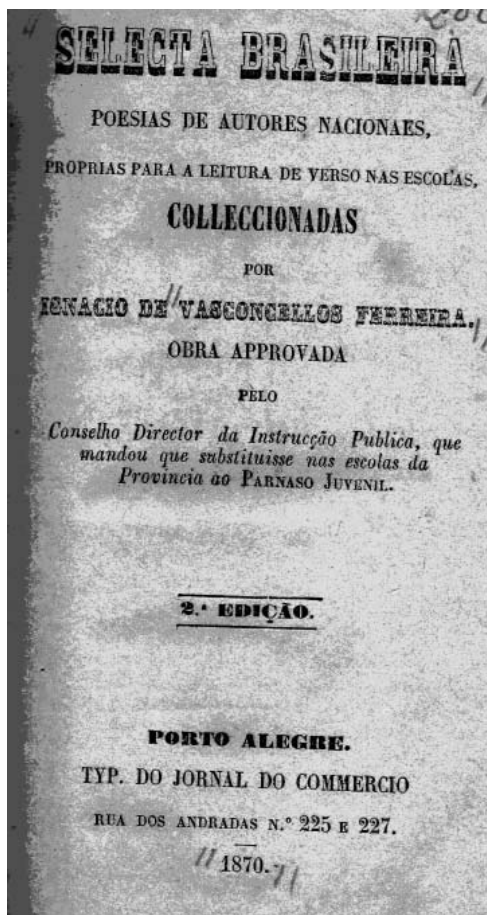 4
SELECTA BRASILEIRA
POESIAS DE AUTORES NACIONAES,
PROPRIAS PARA A LEITURA DE VERSO NAS ESCOLAS,
COLLECCIONADAS
POR
IGNACIO DE VASCONCELLOS FERREIRA.
OBRA APPROVADA
PELO
Conselho Director da Instrucção Publica, que
mandou que substituisse nas escolas da
Provincia ao PARNASO JUVENIL.
2.ª EDIÇÃO.
PORTO ALEGRE.
TYP. DO JORNAL DO COMMERCIO
RUA DOS ANDRADAS N.º 225 E 227.
1870.